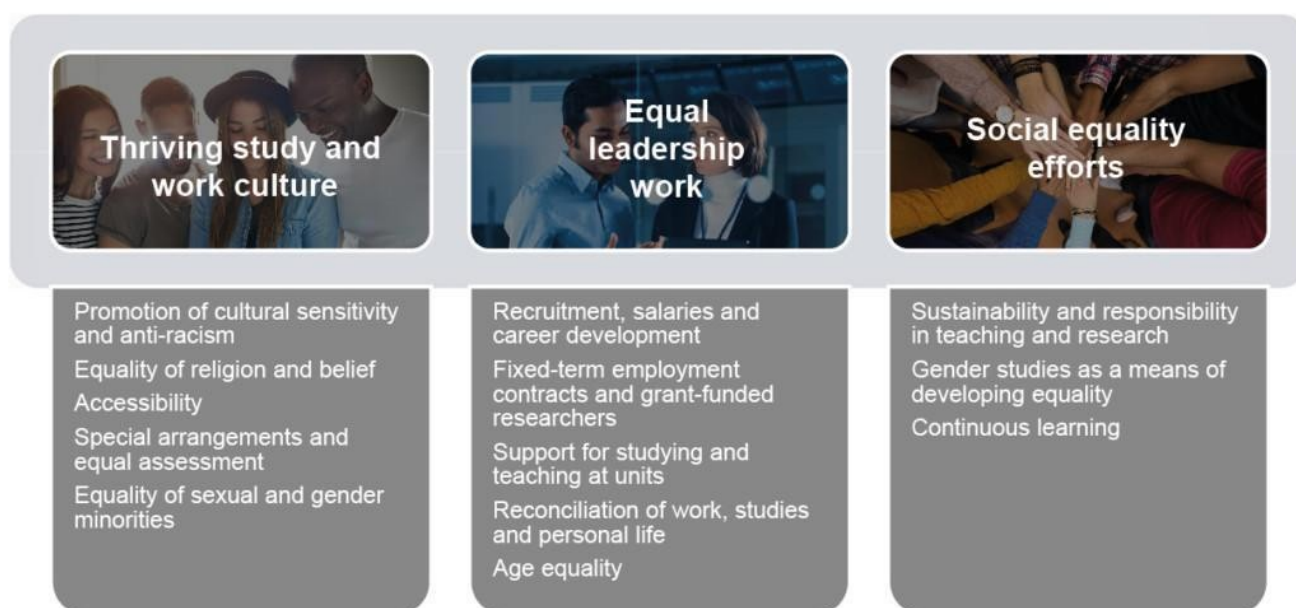 Thriving study and
work culture
Equal
leadership
work
Social equality
efforts
Promotion of cultural sensitivity
and anti-racism
Equality of religion and belief
Accessibility
Special arrangements and
equal assessment
Equality of sexual and gender
minorities
Recruitment, salaries and
career development
Fixed-term employment
contracts and grant-funded
researchers
Support for studying and
teaching at units
Reconciliation of work, studies
and personal life
Age equality
Sustainability and responsibility
in teaching and research
Gender studies as a means of
developing equality
Continuous learning